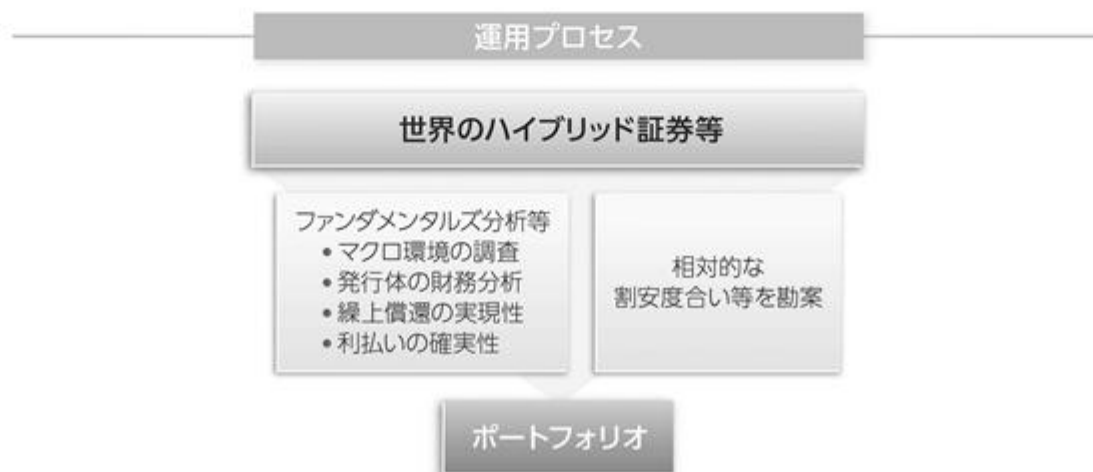 運用プロセス
世界のハイブリッド証券等
ファンダメンタルズ分析等
•マクロ環境の調査
•発行体の財務分析
•繰上償還の実現性
•利払いの確実性
相対的な
割安度合い等を勘案
ポートフォリオ